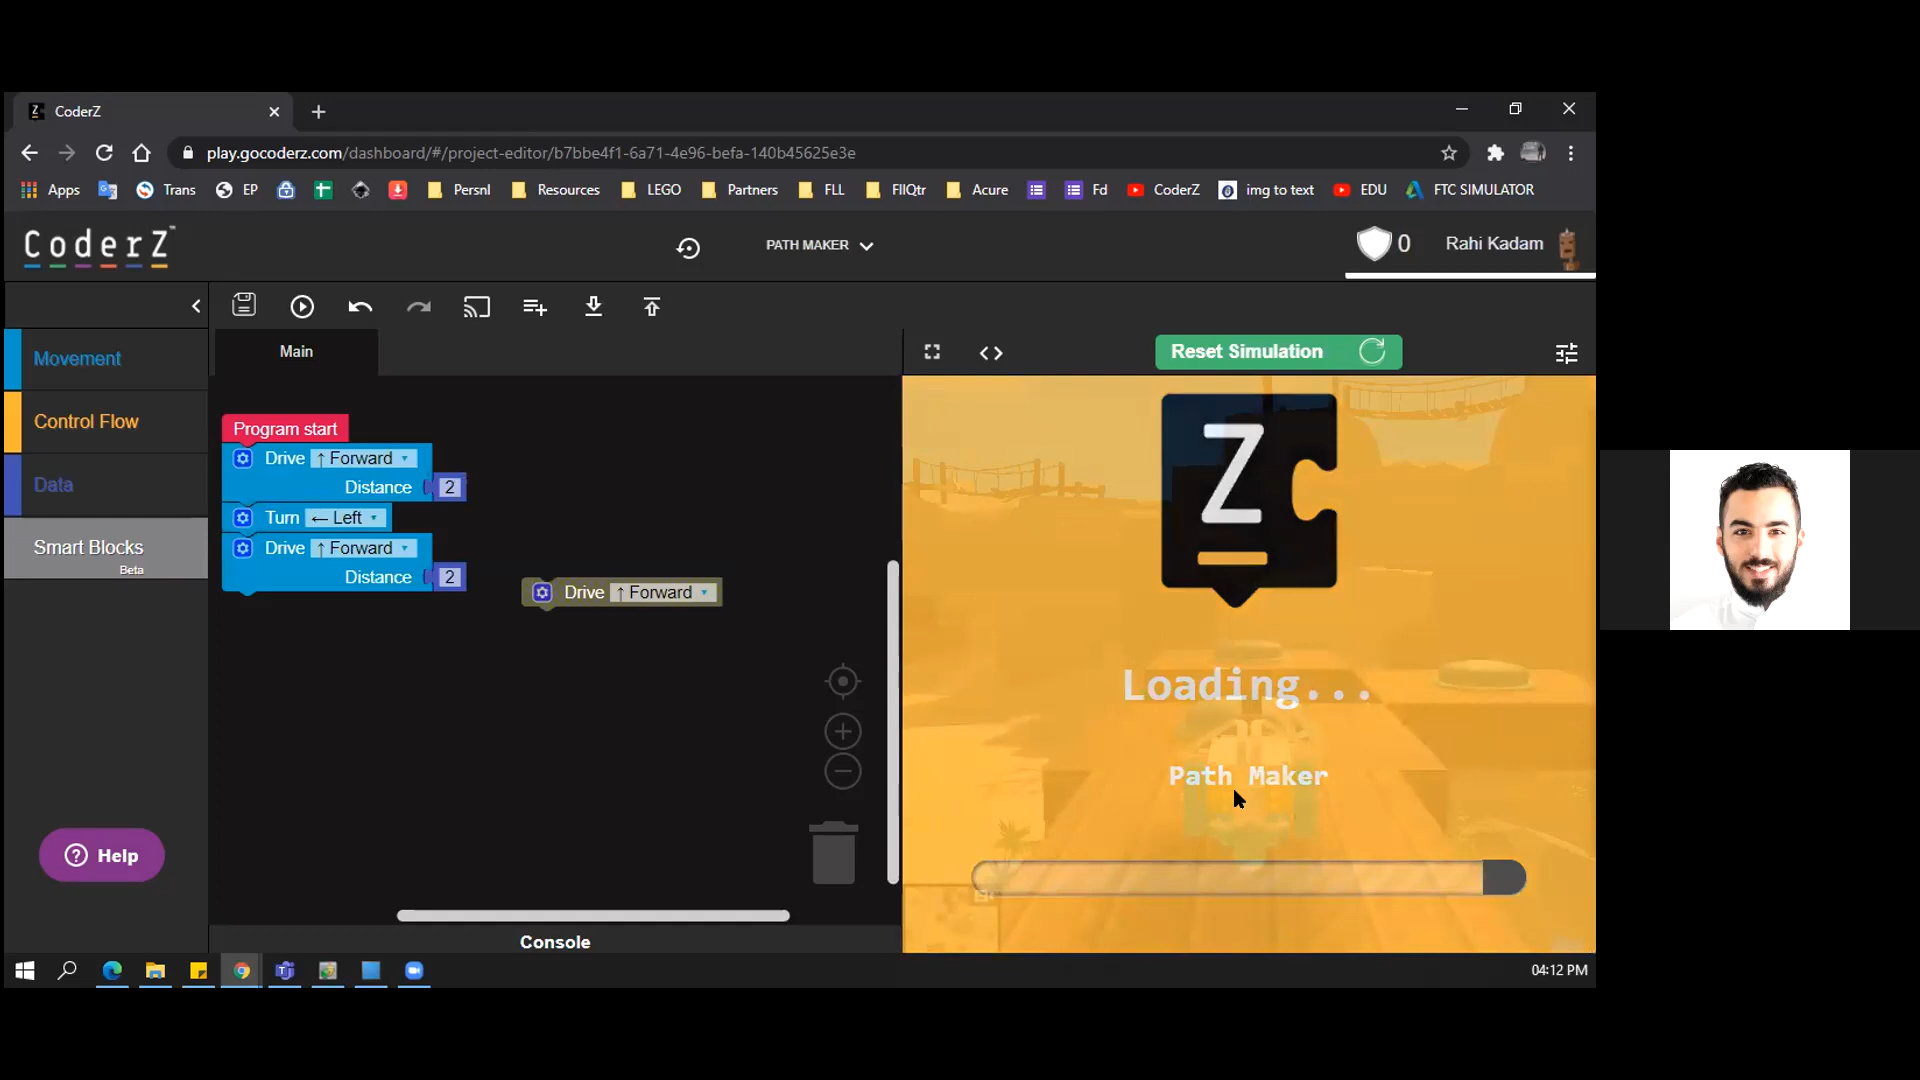 CoderZ
play.gocoderz.com/dashboard/#/project-editor/b7bbe4f1-6a71-4e96-befa-140b45625e3e
Apps Trans EP Persnl Resources LEGO Partners FLL FllQtr Acure Fd CoderZ img to text EDU FTC SIMULATOR
CoderZ
PATH MAKER
0 Rahi Kadam
Main
Reset Simulation
Movement
Control Flow
Data
Smart Blocks
Beta
Program start
Drive ↑ Forward
Distance 2
Turn ← Left
Drive ↑ Forward
Distance 2
Drive ↑ Forward
Z
Loading...
Path Maker
Help
Console
04:12 PM